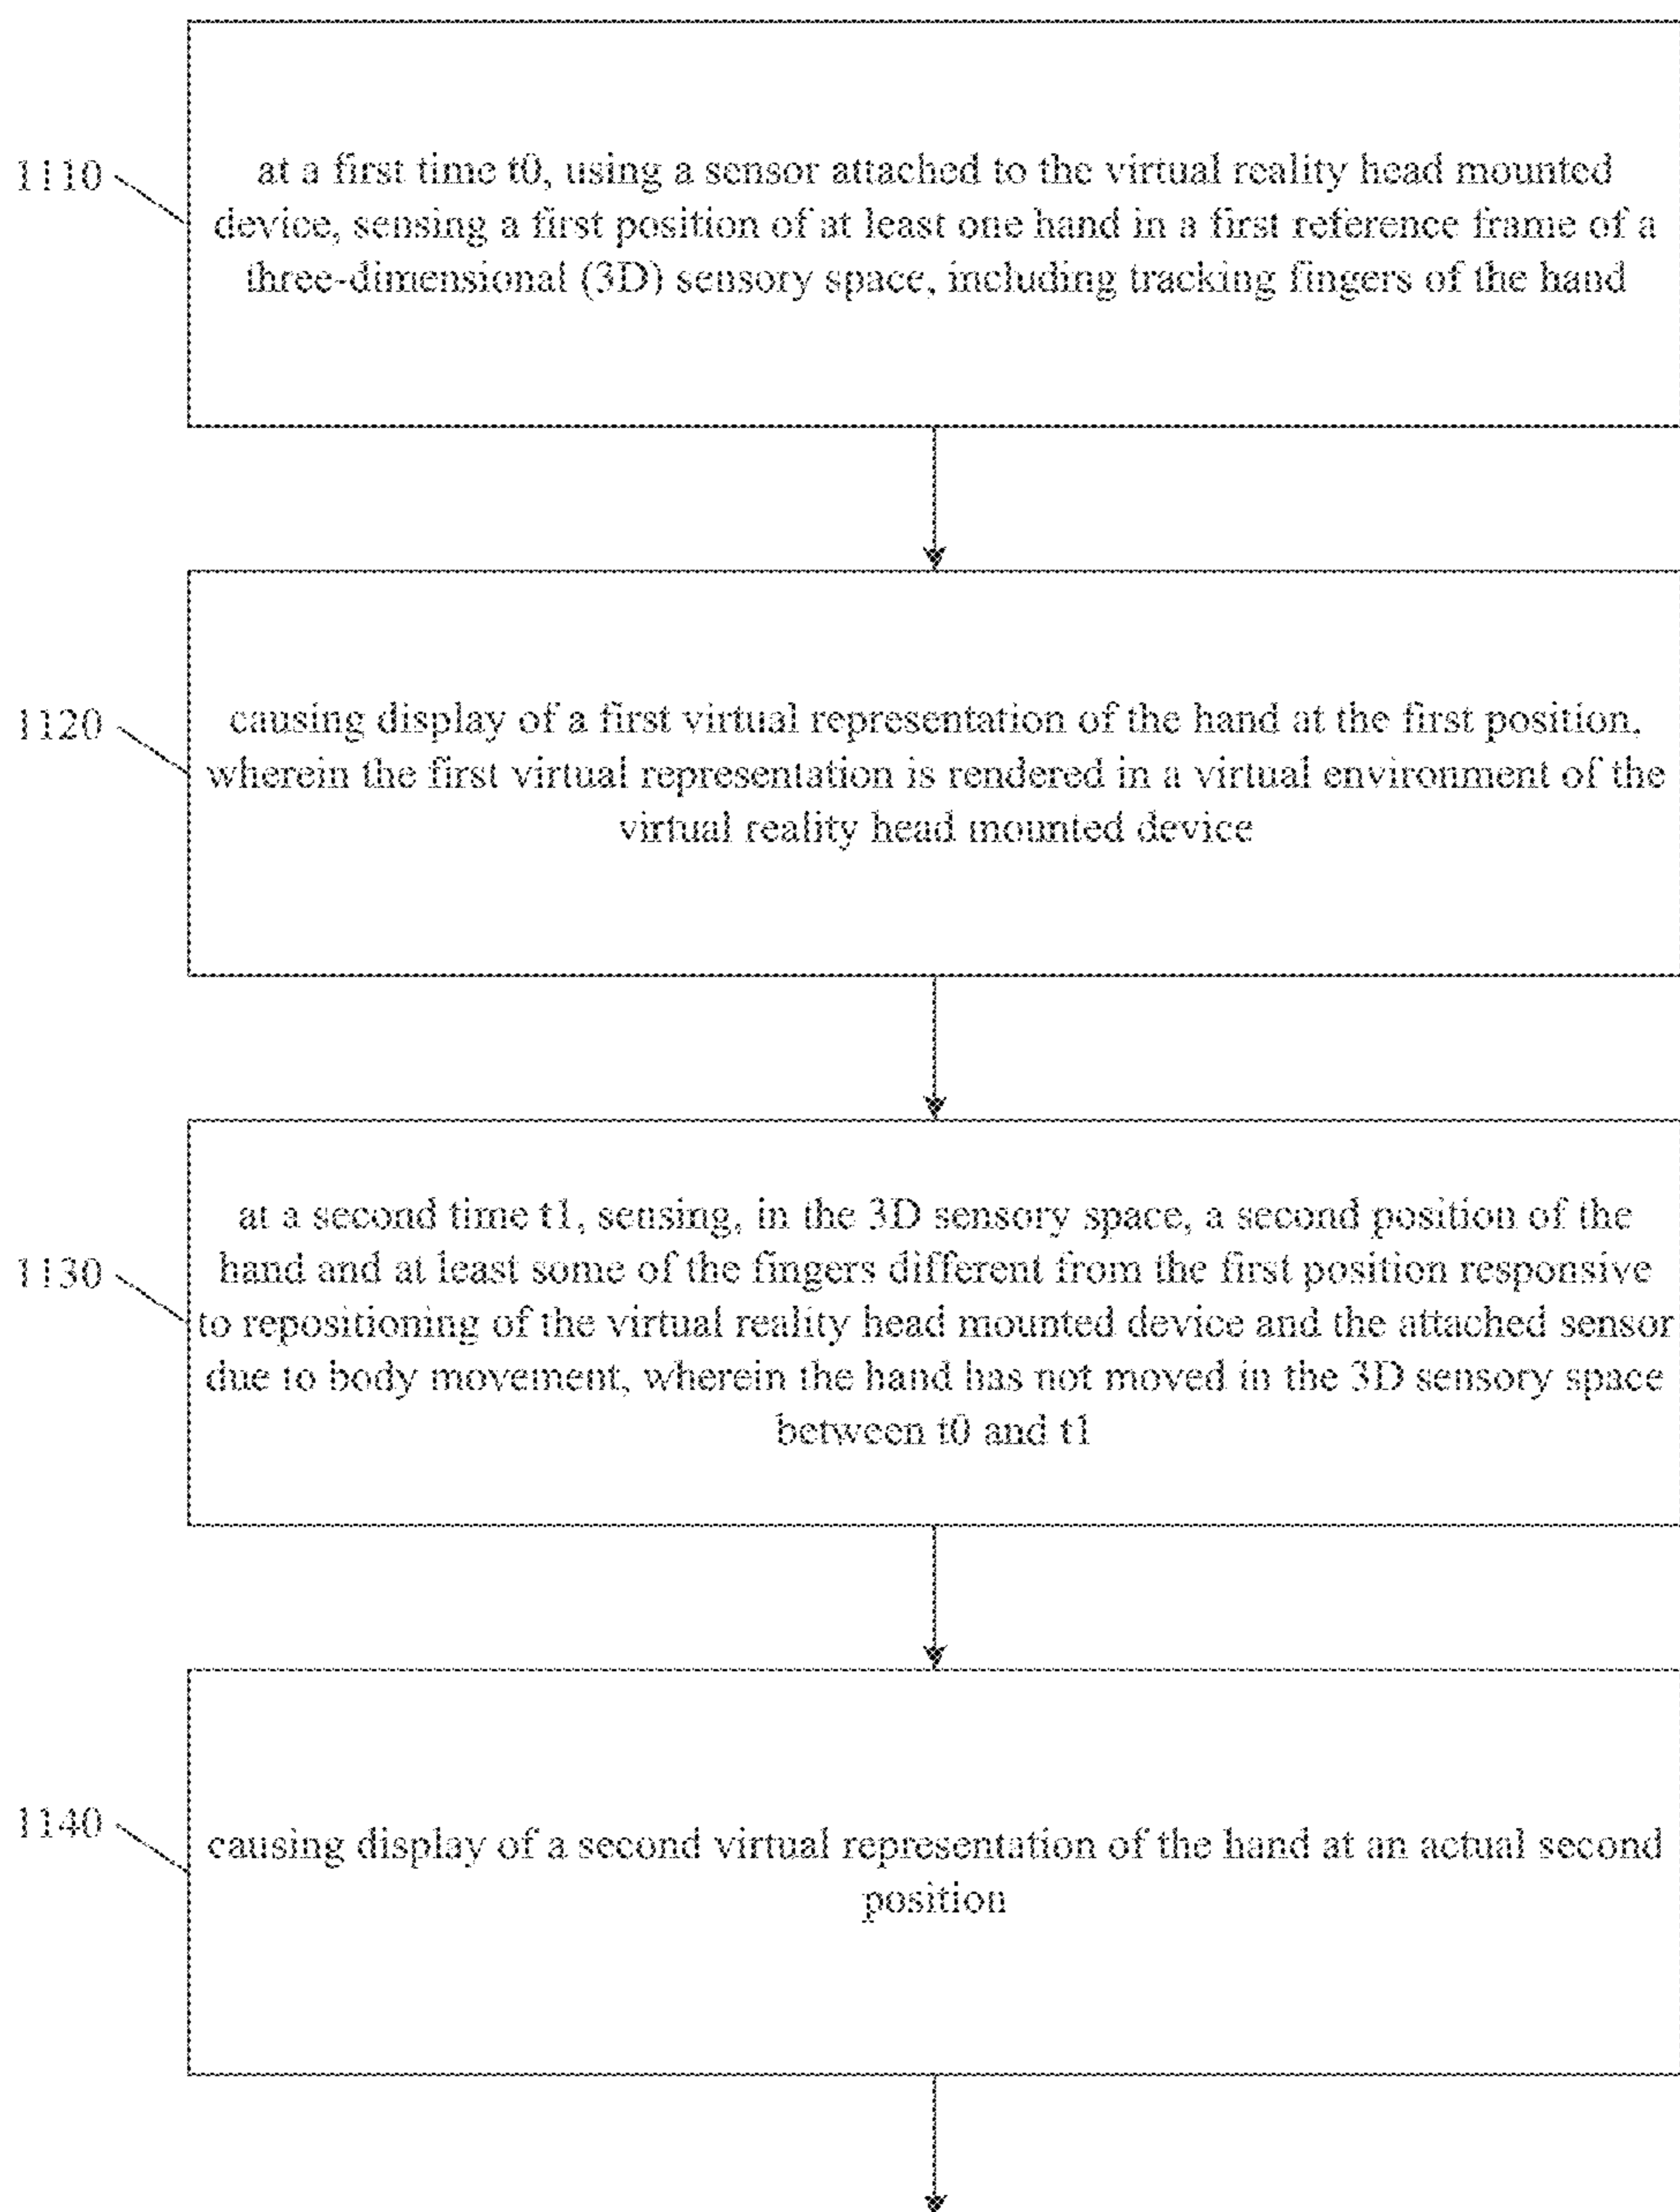 1110
at a first time t0, using a sensor attached to the virtual reality head mounted
device, sensing a first position of at least one hand in a first reference frame of a
three-dimensional (3D) sensory space, including tracking fingers of the hand
1120
causing display of a first virtual representation of the hand at the first position,
wherein the first virtual representation is rendered in a virtual environment of the
virtual reality head mounted device
1130
at a second time t1, sensing, in the 3D sensory space, a second position of the
hand and at least some of the fingers different from the first position responsive
to repositioning of the virtual reality head mounted device and the attached sensor
due to body movement, wherein the hand has not moved in the 3D sensory space
between t0 and t1
1140
causing display of a second virtual representation of the hand at an actual second
position